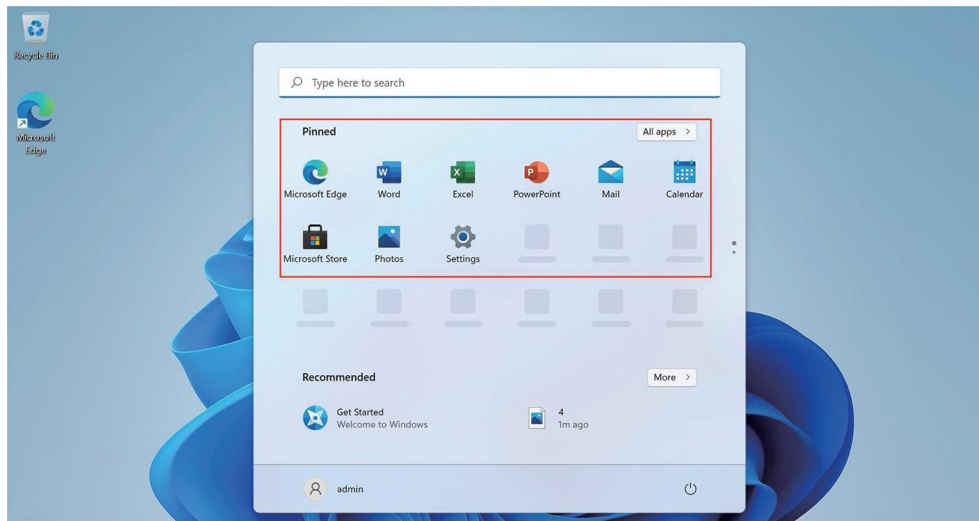 Recycle Bin
Microsoft
Edge
Type here to search
Pinned
All apps >
Microsoft Edge
Word
Excel
PowerPoint
Mail
Calendar
Microsoft Store
Photos
Settings
Recommended
More >
Get Started
Welcome to Windows
4
1m ago
admin